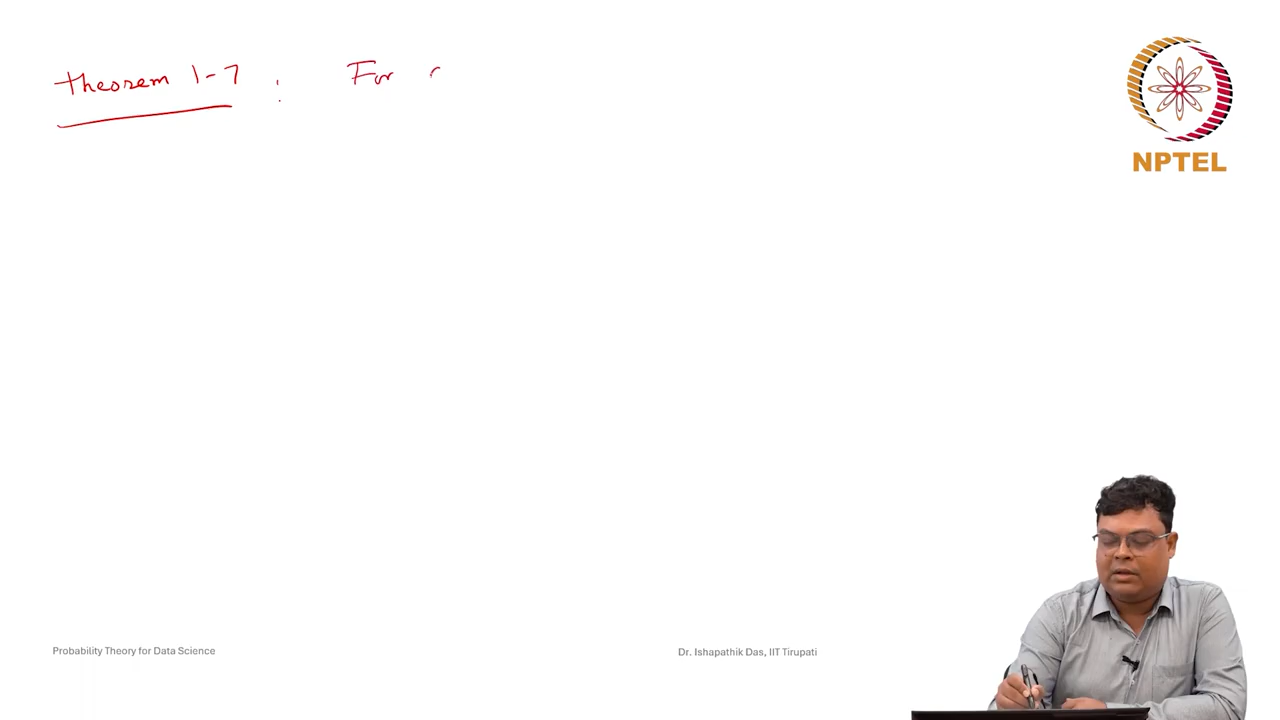 Theorem 1-7 : For
NPTEL
Probability Theory for Data Science
Dr. Ishapathik Das, IIT Tirupati